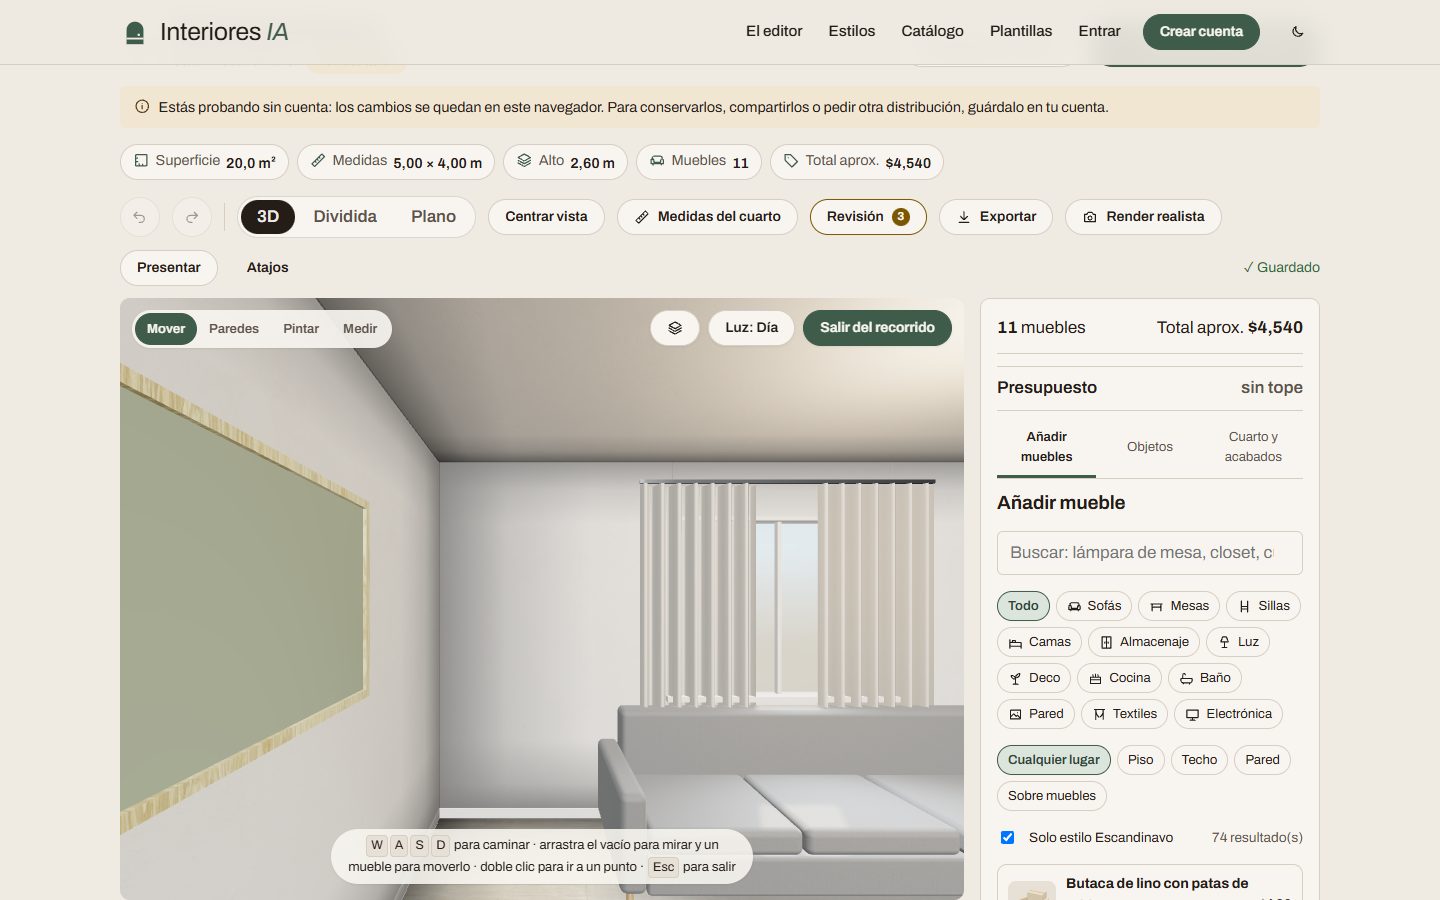 Interiores IA
El editor
Estilos
Catálogo
Plantillas
Entrar
Crear cuenta
Estás probando sin cuenta: los cambios se quedan en este navegador. Para conservarlos, compartirlos o pedir otra distribución, guárdalo en tu cuenta.
Superficie 20,0 m²
Medidas 5,00 × 4,00 m
Alto 2,60 m
Muebles 11
Total aprox. $4,540
3D
Dividida
Plano
Centrar vista
Medidas del cuarto
Revisión 3
Exportar
Render realista
Presentar
Atajos
✓ Guardado
Mover
Paredes
Pintar
Medir
Luz: Día
Salir del recorrido
W A S D para caminar · arrastra el vacío para mirar y un
mueble para moverlo · doble clic para ir a un punto · Esc para salir
11 muebles
Total aprox. $4,540
Presupuesto
sin tope
Añadir
muebles
Objetos
Cuarto y
acabados
Añadir mueble
Buscar: lámpara de mesa, closet, c
Todo
Sofás
Mesas
Sillas
Camas
Almacenaje
Luz
Deco
Cocina
Baño
Pared
Textiles
Electrónica
Cualquier lugar
Piso
Techo
Pared
Sobre muebles
Solo estilo Escandinavo
74 resultado(s)
Butaca de lino con patas de